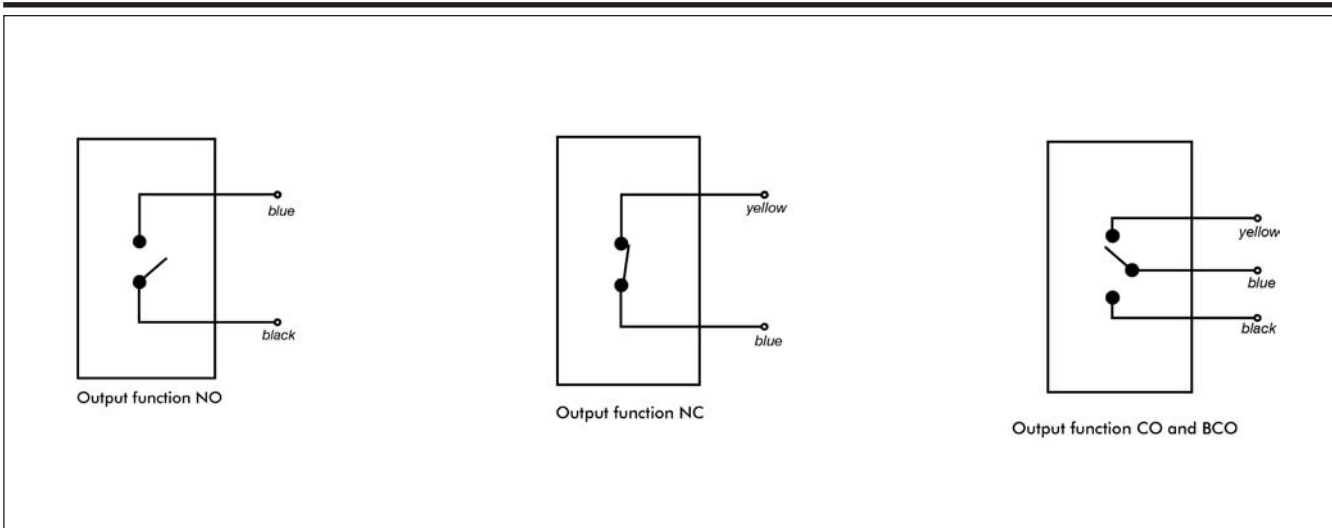 blue
black
Output function NO
yellow
blue
Output function NC
yellow
blue
black
Output function CO and BCO